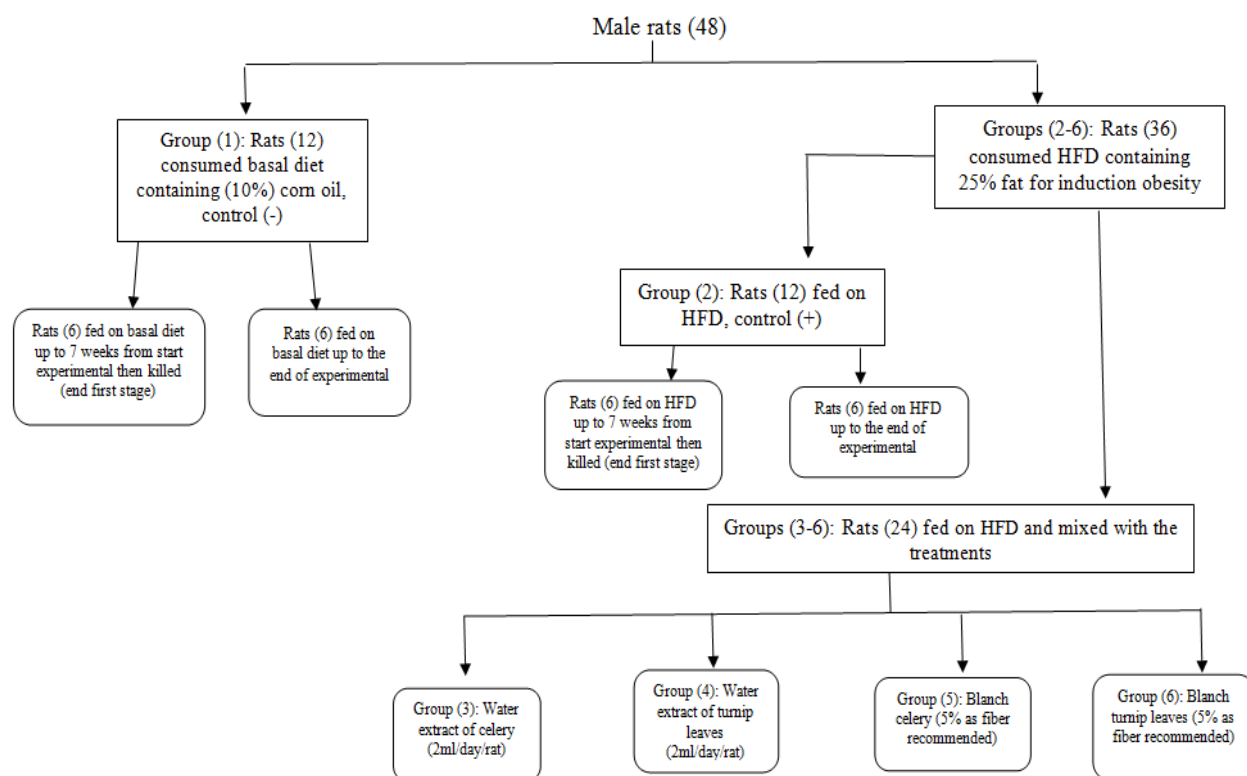 Male rats (48)
Group (1): Rats (12)
consumed basal diet
containing (10%) corn oil,
control (-)
Groups (2-6): Rats (36)
consumed HFD containing
25% fat for induction obesity
Group (2): Rats (12) fed on
HFD, control (+)
Rats (6) fed on basal diet
up to 7 weeks from start
experimental then killed
(end first stage)
Rats (6) fed on
basal diet up to the
end of experimental
Rats (6) fed on HFD
up to 7 weeks from
start experimental then
killed (end first stage)
Rats (6) fed on HFD
up to the end of
experimental
Groups (3-6): Rats (24) fed on HFD and mixed with the
treatments
Group (3): Water
extract of celery
(2ml/day/rat)
Group (4): Water
extract of turnip
leaves
(2ml/day/rat)
Group (5): Blanch
celery (5% as fiber
recommended)
Group (6): Blanch
turnip leaves (5% as
fiber recommended)